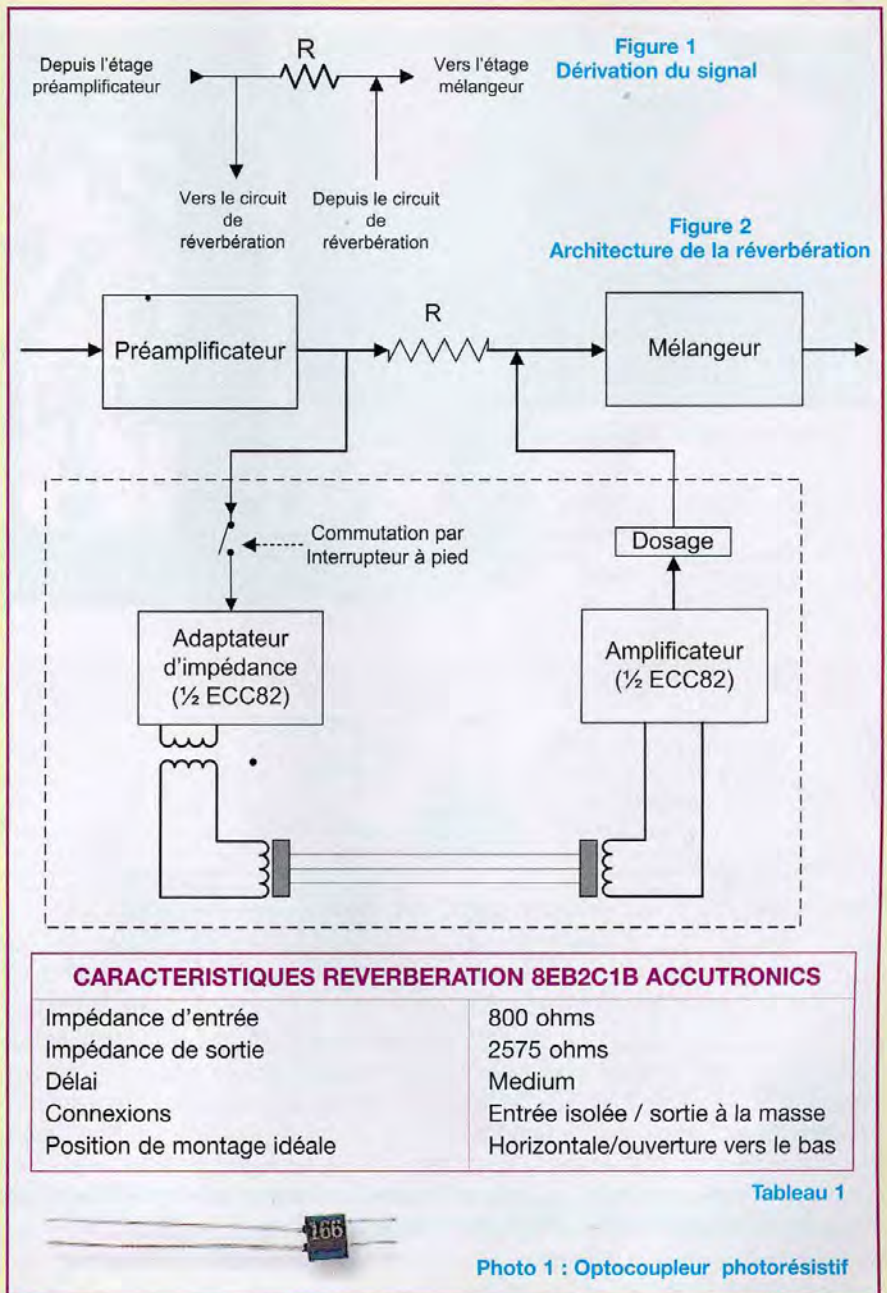 Figure 1
Dérivation du signal
Depuis l'étage
préamplificateur
R
Vers l'étage
mélangeur
Vers le circuit
de
réverbération
Depuis le circuit
de
réverbération
Figure 2
Architecture de la réverbération
Préamplificateur
R
Mélangeur
Commutation par
Interrupteur à pied
Dosage
Adaptateur
d'impédance
(½ ECC82)
Amplificateur
(½ ECC82)
CARACTERISTIQUES REVERBERATION 8EB2C1B ACCUTRONICS
Impédance d'entrée 800 ohms
Impédance de sortie 2575 ohms
Délai Medium
Connexions Entrée isolée / sortie à la masse
Position de montage idéale Horizontale/ouverture vers le bas
Tableau 1
166
Photo 1 : Optocoupleur photorésistif